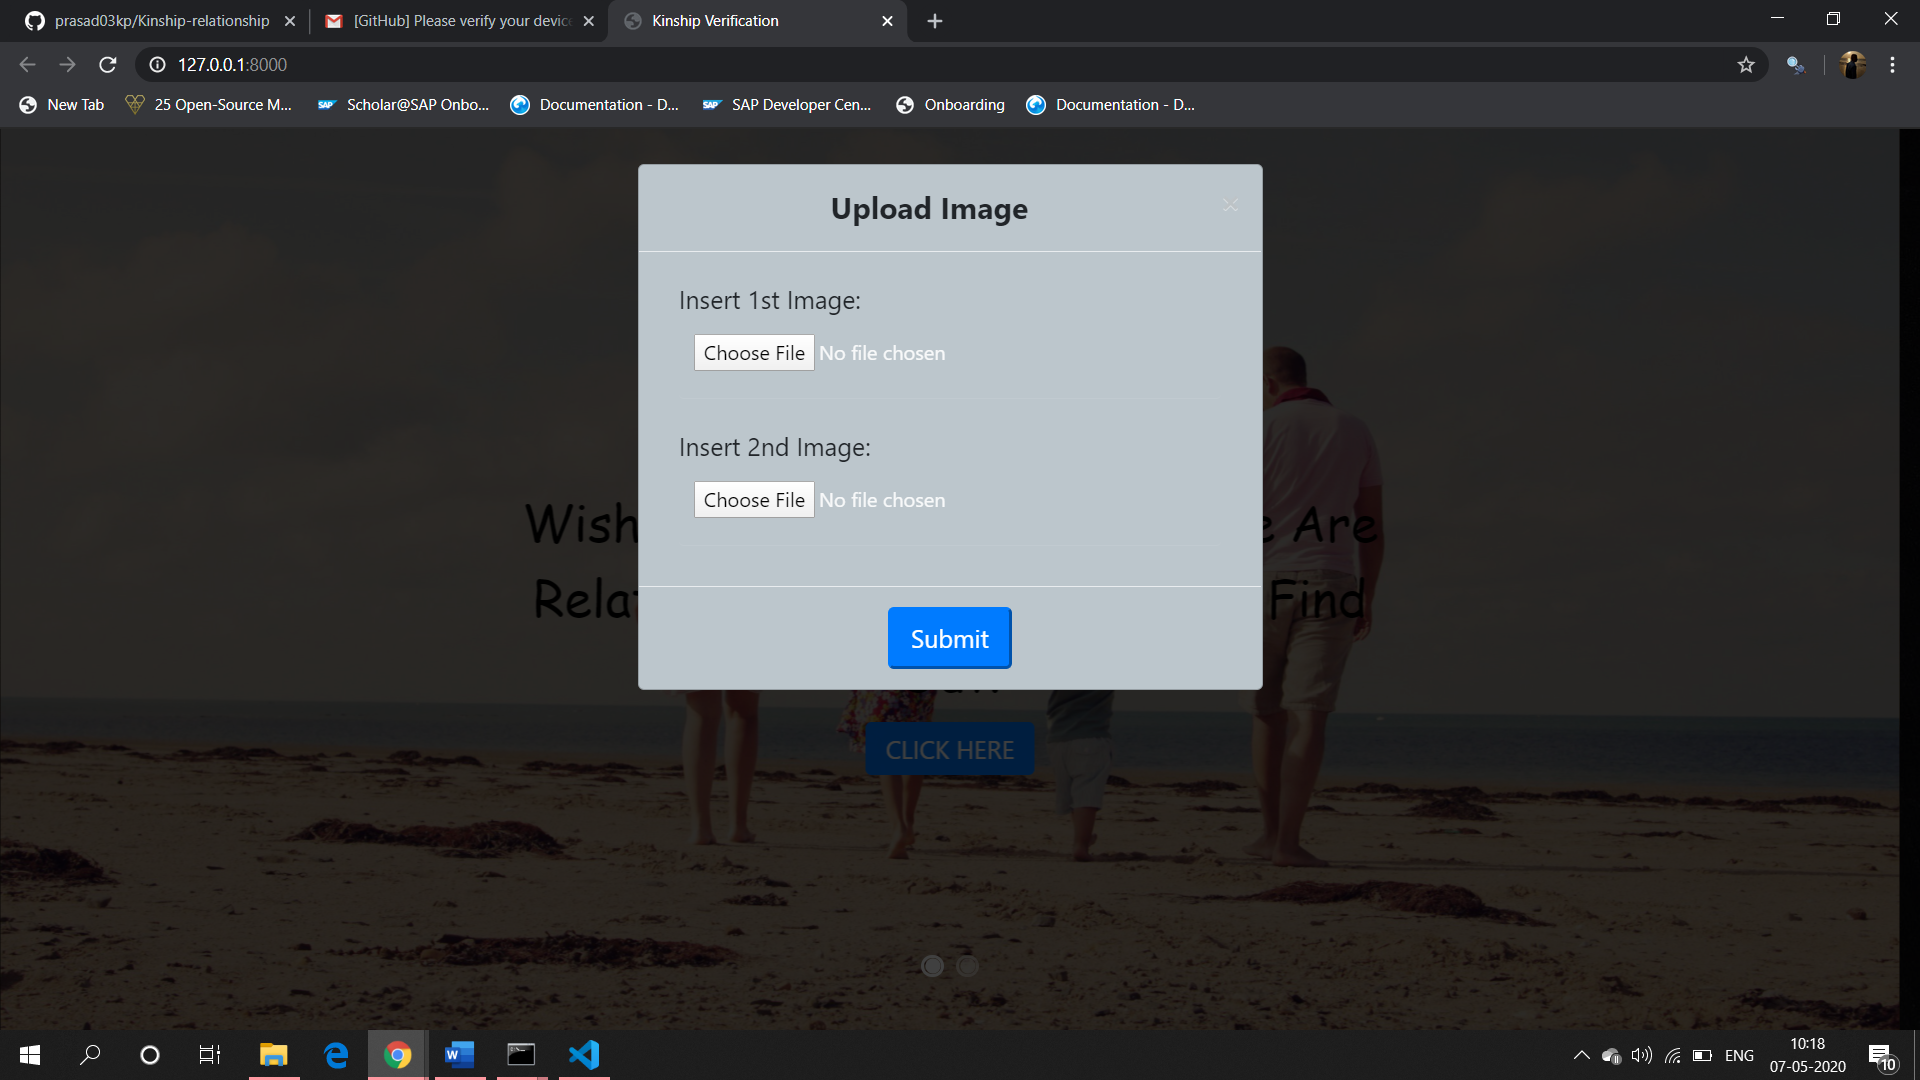 prasad03kp/Kinship-relationship
[GitHub] Please verify your device
Kinship Verification
127.0.0.1:8000
New Tab
25 Open-Source M...
Scholar@SAP Onbo...
Documentation - D...
SAP Developer Cen...
Onboarding
Documentation - D...
Upload Image
Insert 1st Image:
Choose File No file chosen
Insert 2nd Image:
Choose File No file chosen
Wish e Are
Rela Find
Submit
CLICK HERE
ENG
10:18
07-05-2020
10